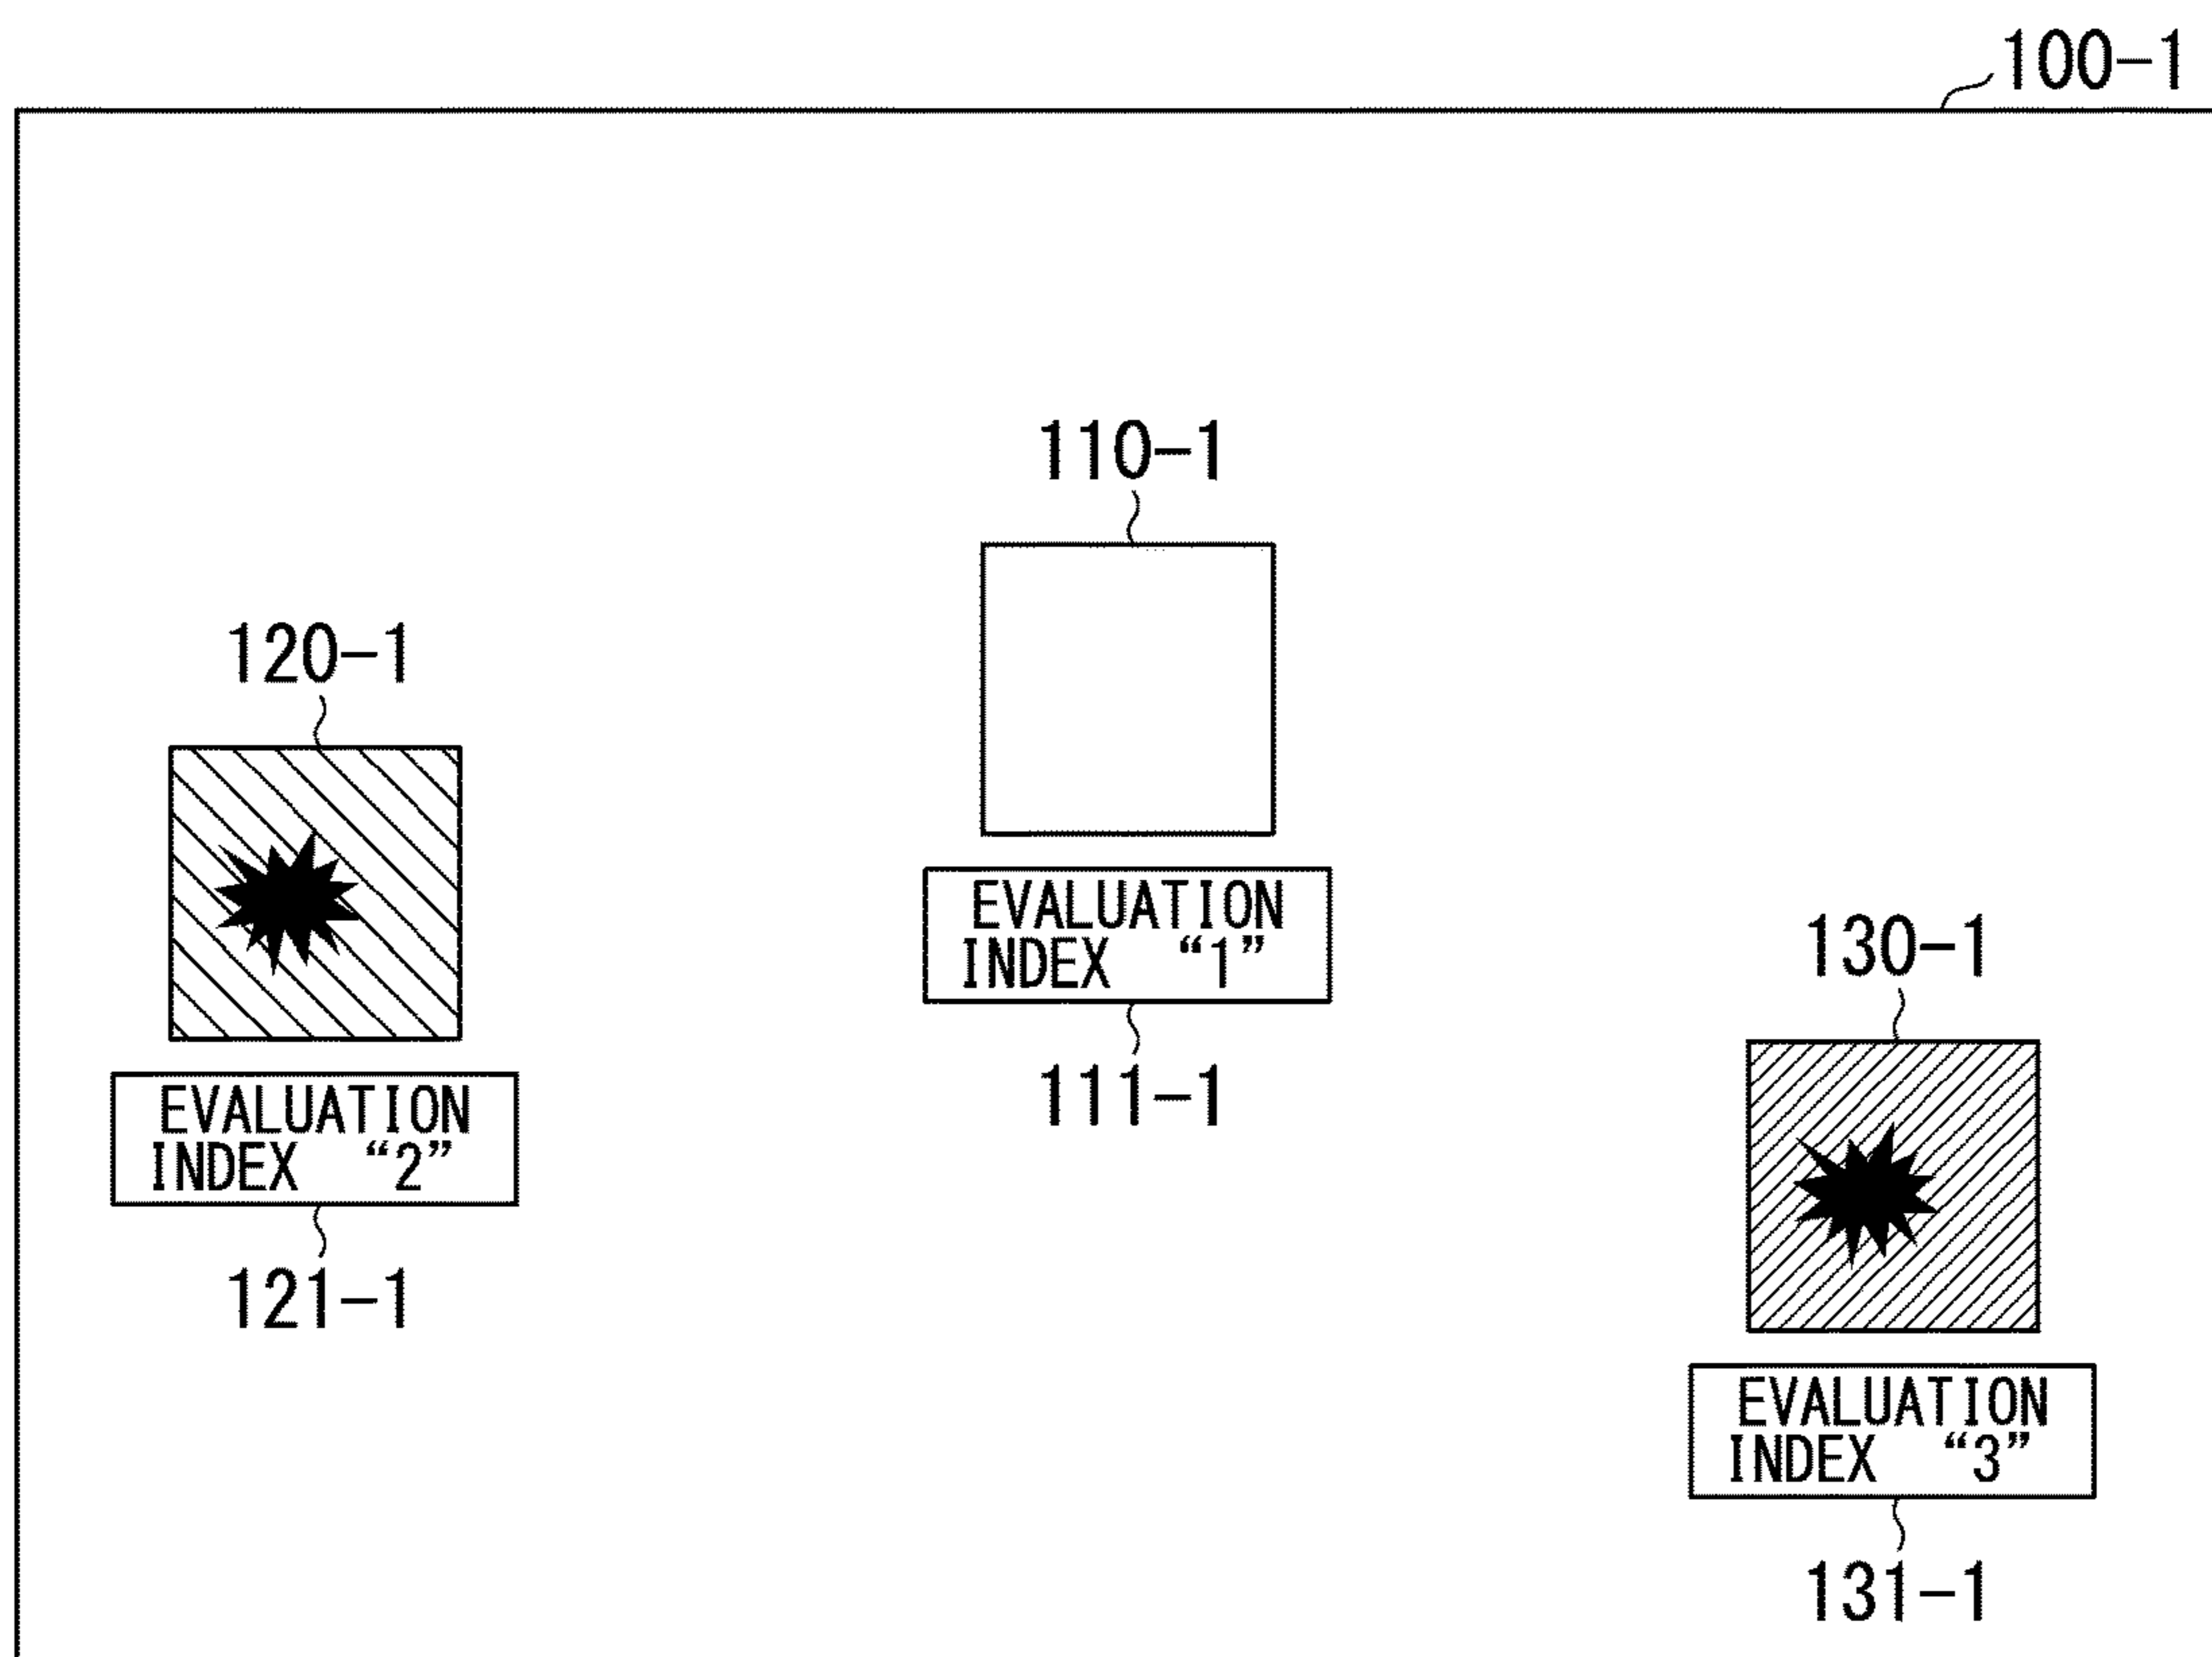 100-1
110-1
120-1
EVALUATION
INDEX “1”
130-1
111-1
EVALUATION
INDEX “2”
121-1
EVALUATION
INDEX “3”
131-1